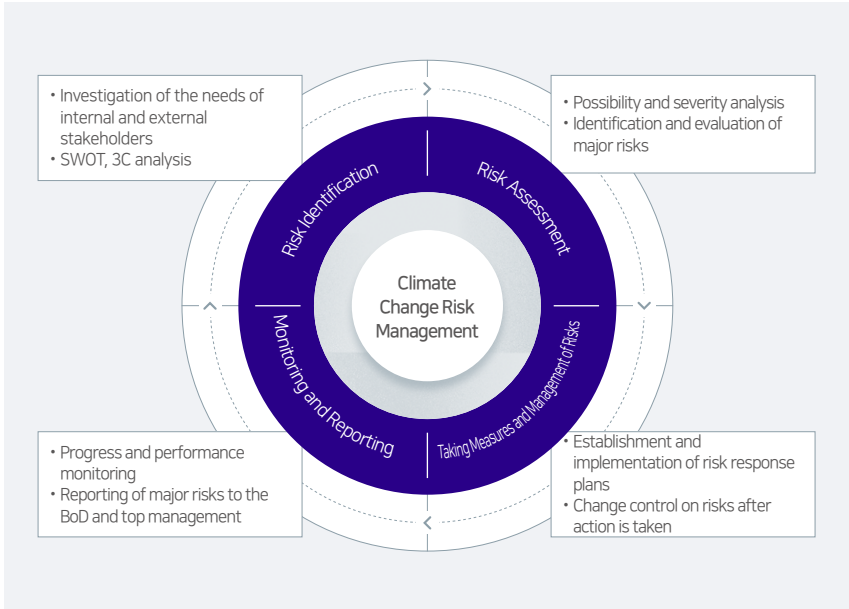 • Investigation of the needs of
internal and external
stakeholders
• SWOT, 3C analysis
• Possibility and severity analysis
• Identification and evaluation of
major risks
Risk Identification
Risk Assessment
Climate
Change Risk
Management
Monitoring and Reporting
Taking Measures and Management of Risks
• Progress and performance
monitoring
• Reporting of major risks to the
BoD and top management
• Establishment and
implementation of risk response
plans
• Change control on risks after
action is taken